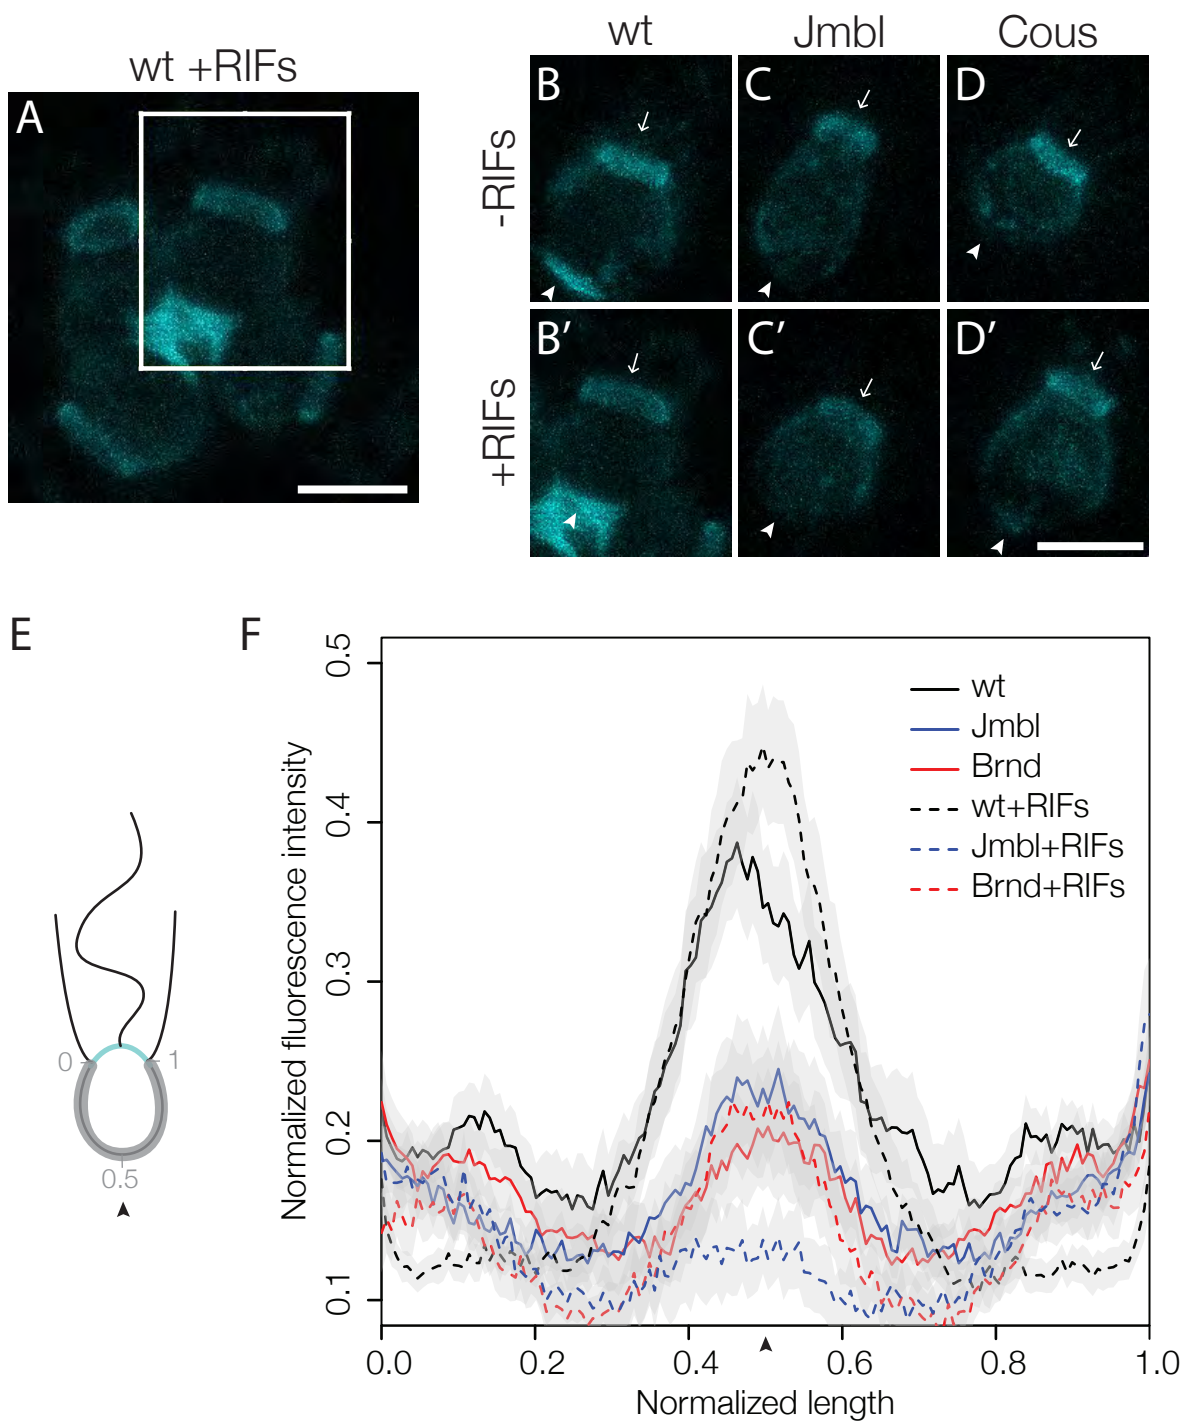 wt +RIFs
A
wt
Jmbl
Cous
-RIFs
B
C
D
+RIFs
B′
C′
D′
E
0
1
0.5
F
Normalized fluorescence intensity
0.5
0.4
0.3
0.2
0.1
wt
Jmbl
Brnd
wt+RIFs
Jmbl+RIFs
Brnd+RIFs
0.0
0.2
0.4
0.6
0.8
1.0
Normalized length